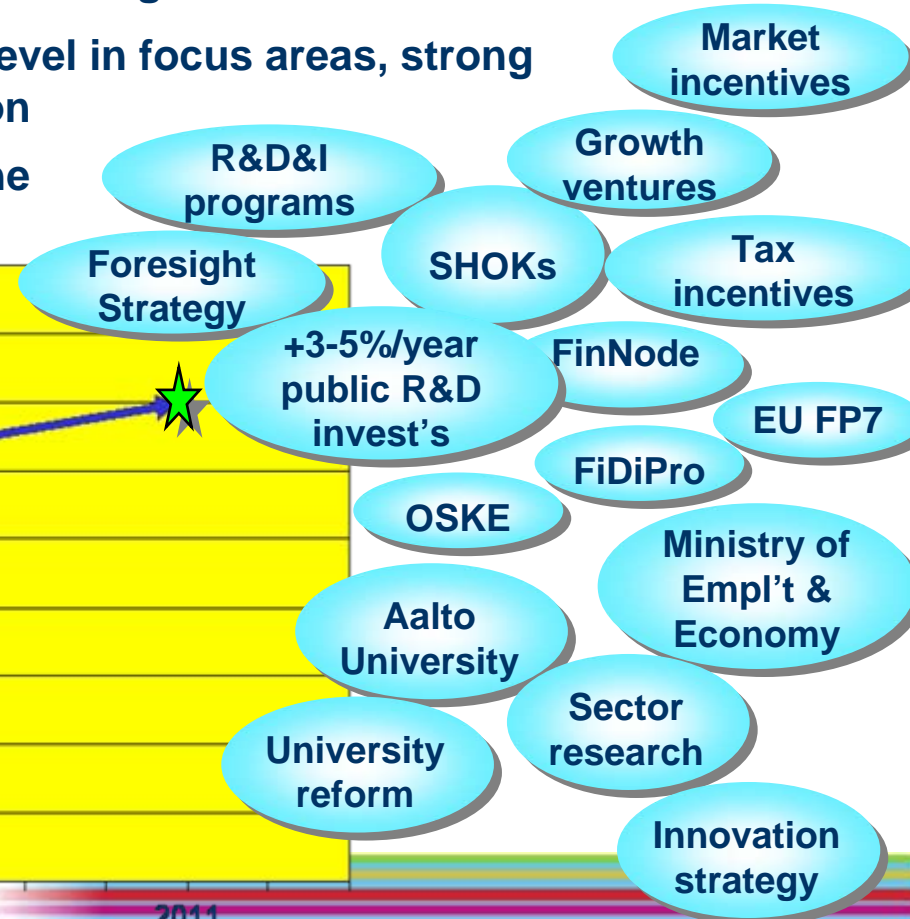 evel in focus areas, strong
on
ne
Market
incentives
Growth
ventures
R&D&I
programs
SHOKs
Tax
incentives
Foresight
Strategy
+3-5%/year
public R&D
invest's
FinNode
EU FP7
FiDiPro
OSKE
Ministry of
Empl't &
Economy
Aalto
University
Sector
research
University
reform
Innovation
strategy
2011